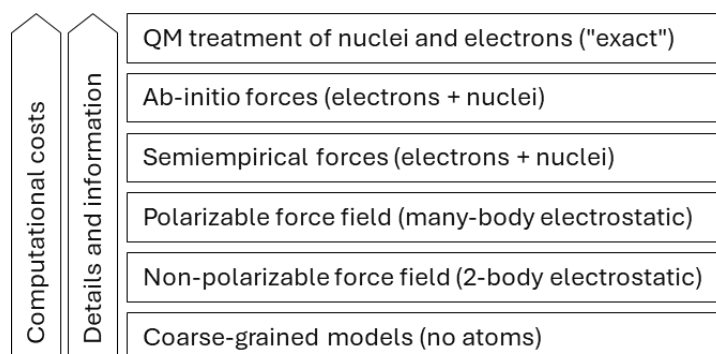 Computational costs
Details and information
QM treatment of nuclei and electrons ("exact")
Ab-initio forces (electrons + nuclei)
Semiempirical forces (electrons + nuclei)
Polarizable force field (many-body electrostatic)
Non-polarizable force field (2-body electrostatic)
Coarse-grained models (no atoms)